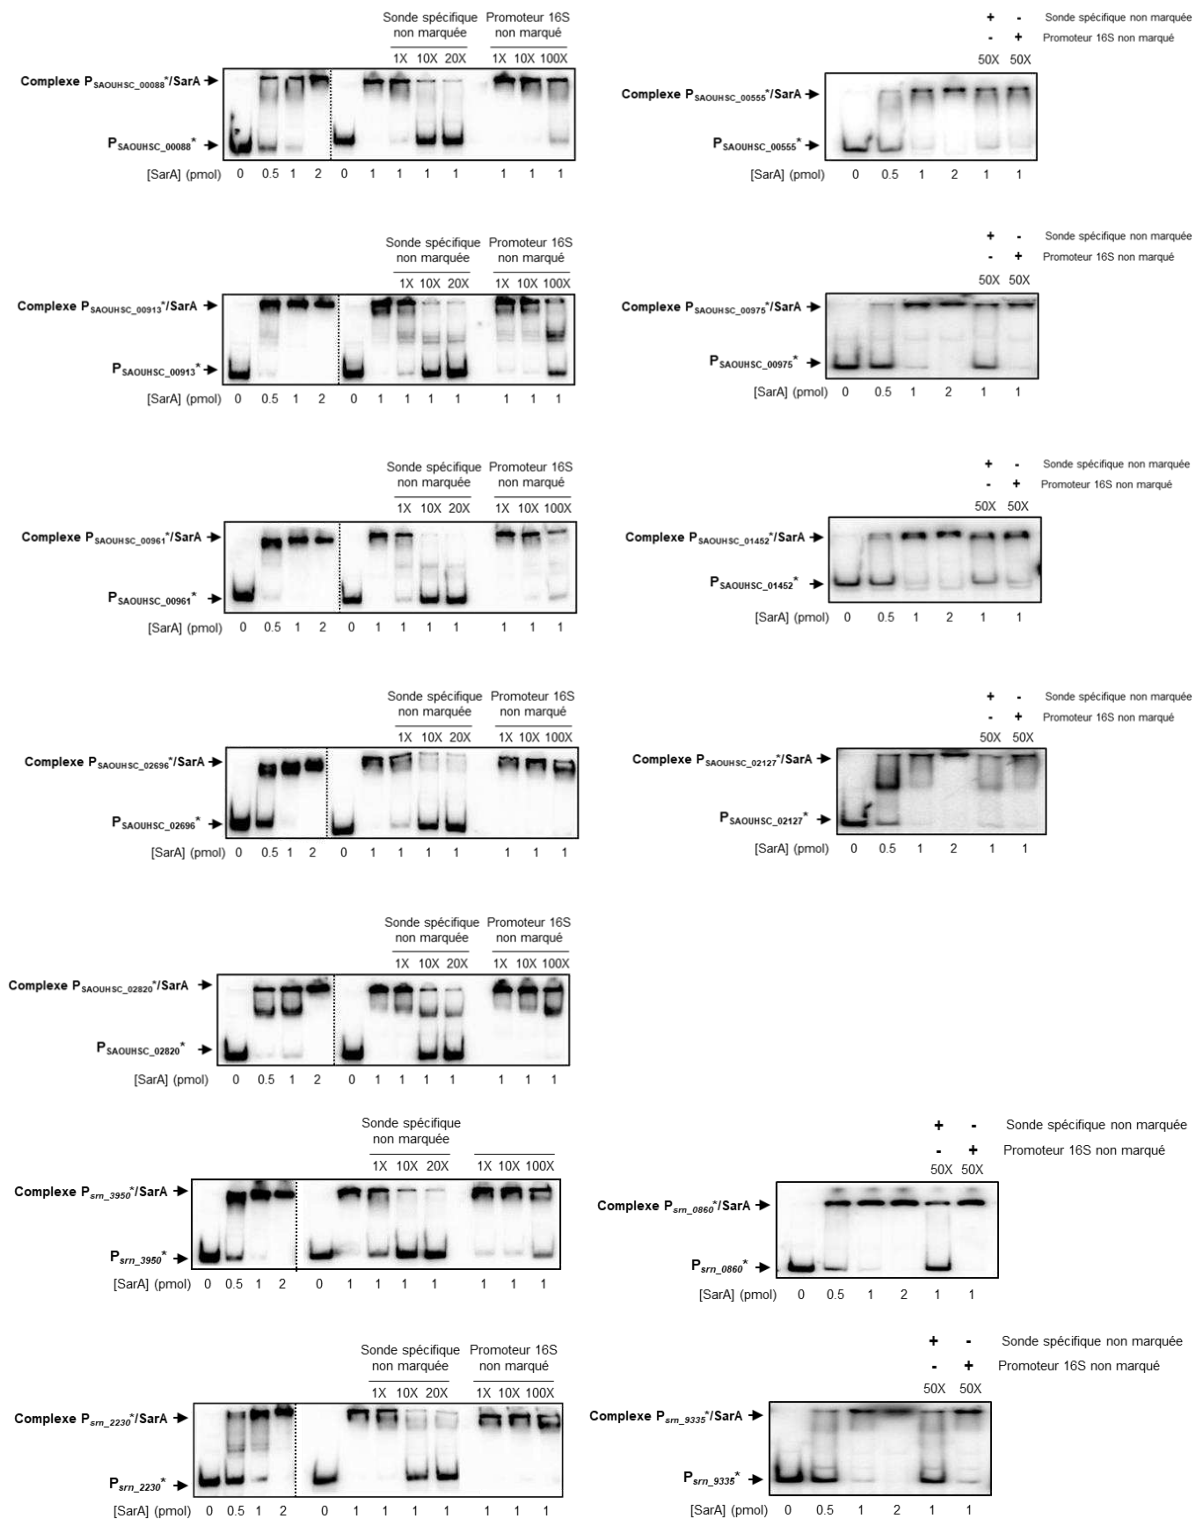 Sonde spécifique
non marquée
Promoteur 16S
non marqué
1X 10X 20X 1X 10X 100X
Complexe PSAOUHSC_00088*/SarA
PSAOUHSC_00088*
[SarA] (pmol) 0 0.5 1 2 0 1 1 1 1 1 1 1
+ - Sonde spécifique non marquée
- + Promoteur 16S non marqué
50X 50X
Complexe PSAOUHSC_00555*/SarA
PSAOUHSC_00555*
[SarA] (pmol) 0 0.5 1 2 1 1
Sonde spécifique
non marquée
Promoteur 16S
non marqué
1X 10X 20X 1X 10X 100X
Complexe PSAOUHSC_00913*/SarA
PSAOUHSC_00913*
[SarA] (pmol) 0 0.5 1 2 0 1 1 1 1 1 1 1
+ - Sonde spécifique non marquée
- + Promoteur 16S non marqué
50X 50X
Complexe PSAOUHSC_00975*/SarA
PSAOUHSC_00975*
[SarA] (pmol) 0 0.5 1 2 1 1
Sonde spécifique
non marquée
Promoteur 16S
non marqué
1X 10X 20X 1X 10X 100X
Complexe PSAOUHSC_00961*/SarA
PSAOUHSC_00961*
[SarA] (pmol) 0 0.5 1 2 0 1 1 1 1 1 1 1
+ - Sonde spécifique non marquée
- + Promoteur 16S non marqué
50X 50X
Complexe PSAOUHSC_01452*/SarA
PSAOUHSC_01452*
[SarA] (pmol) 0 0.5 1 2 1 1
Sonde spécifique
non marquée
Promoteur 16S
non marqué
1X 10X 20X 1X 10X 100X
Complexe PSAOUHSC_02696*/SarA
PSAOUHSC_02696*
[SarA] (pmol) 0 0.5 1 2 0 1 1 1 1 1 1 1
+ - Sonde spécifique non marquée
- + Promoteur 16S non marqué
50X 50X
Complexe PSAOUHSC_02127*/SarA
PSAOUHSC_02127*
[SarA] (pmol) 0 0.5 1 2 1 1
Sonde spécifique
non marquée
Promoteur 16S
non marqué
1X 10X 20X 1X 10X 100X
Complexe PSAOUHSC_02820*/SarA
PSAOUHSC_02820*
[SarA] (pmol) 0 0.5 1 2 0 1 1 1 1 1 1 1
Sonde spécifique
non marquée
1X 10X 20X 1X 10X 100X
Complexe Psrn_3950*/SarA
Psrn_3950*
[SarA] (pmol) 0 0.5 1 2 0 1 1 1 1 1 1 1
+ - Sonde spécifique non marquée
- + Promoteur 16S non marqué
50X 50X
Complexe Psrn_0860*/SarA
Psrn_0860*
[SarA] (pmol) 0 0.5 1 2 1 1
Sonde spécifique
non marquée
Promoteur 16S
non marqué
1X 10X 20X 1X 10X 100X
Complexe Psrn_2230*/SarA
Psrn_2230*
[SarA] (pmol) 0 0.5 1 2 0 1 1 1 1 1 1 1
+ - Sonde spécifique non marquée
- + Promoteur 16S non marqué
50X 50X
Complexe Psrn_9335*/SarA
Psrn_9335*
[SarA] (pmol) 0 0.5 1 2 1 1